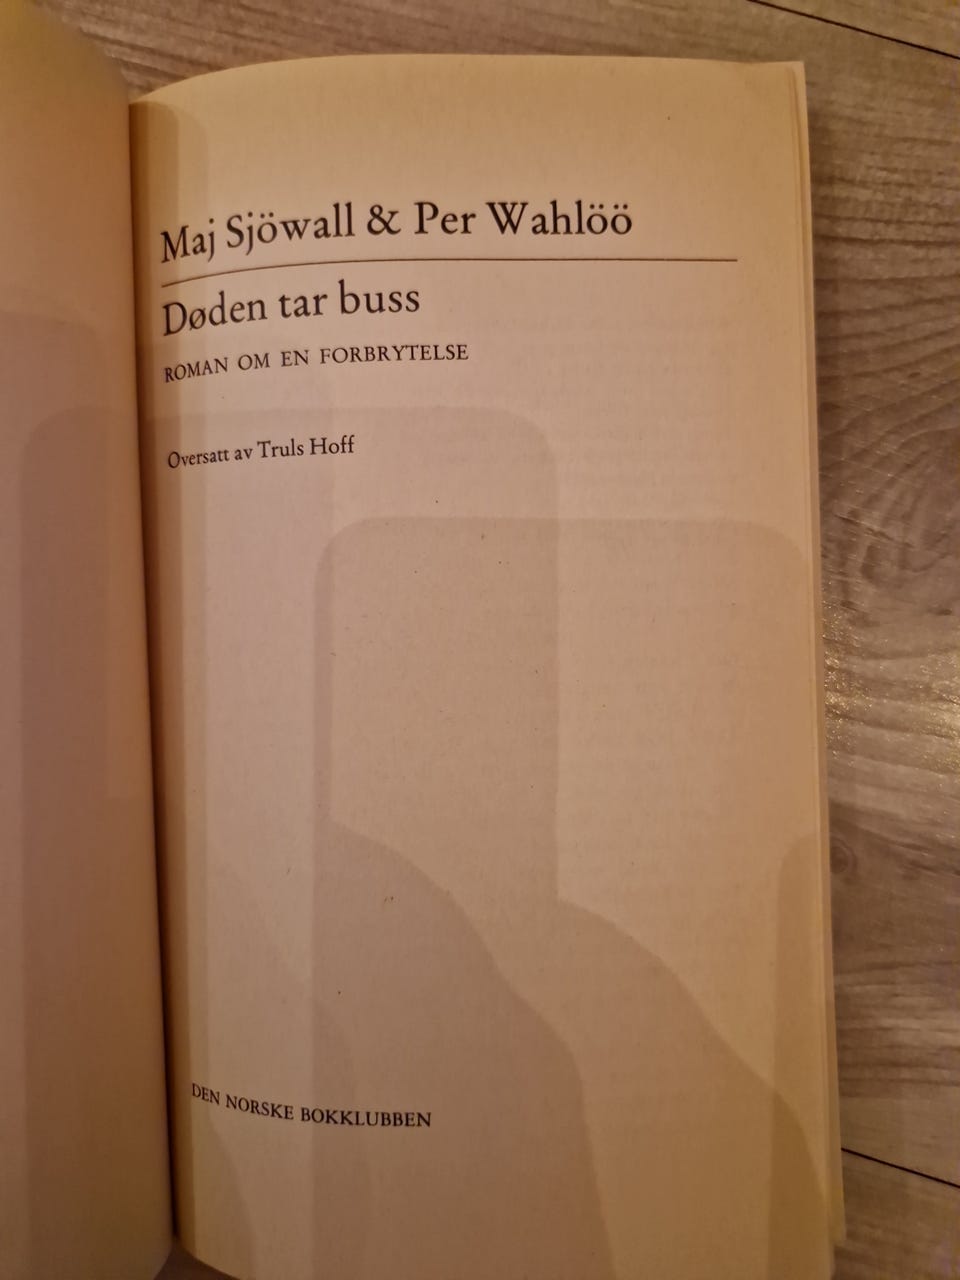 Maj Sjöwall & Per Wahlöö
Døden tar buss
ROMAN OM EN FORBRYTELSE
Oversatt av Truls Hoff
DEN NORSKE BOKKLUBBEN